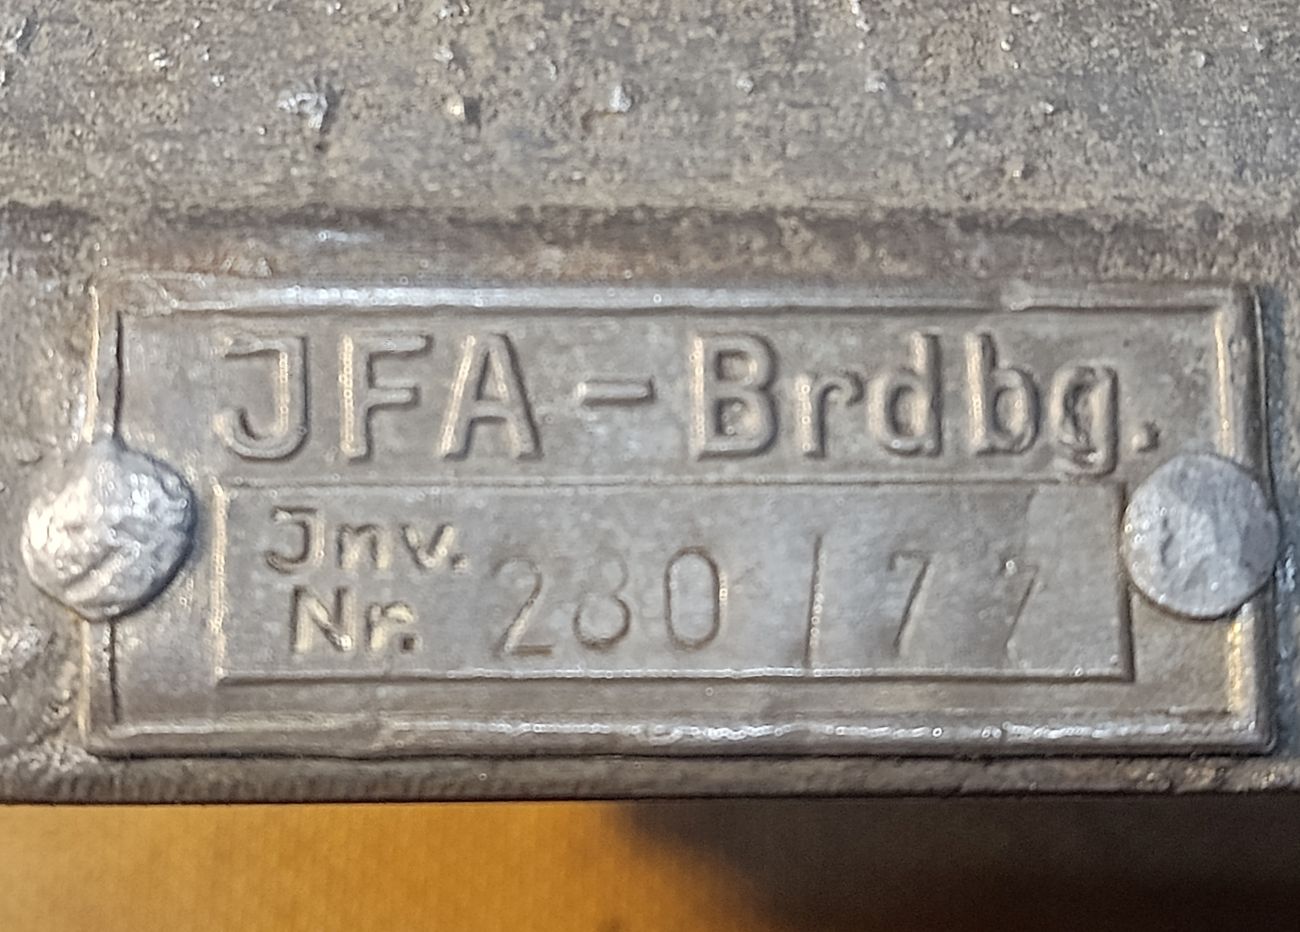 JFA - Brdbg.
Jnv. Nr. 280 / 77